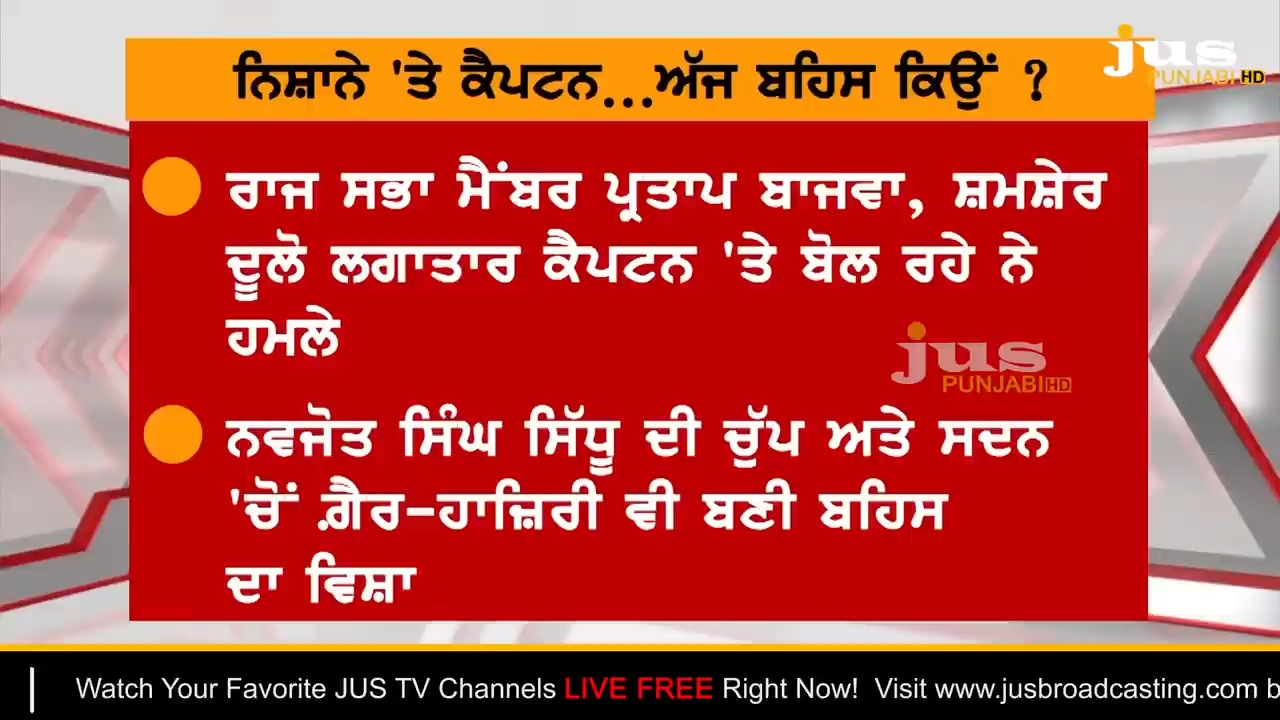 jus
PUNJABI HD
ਨਿਸ਼ਾਨੇ 'ਤੇ ਕੈਪਟਨ...ਅੱਜ ਬਹਿਸ ਕਿਉਂ ?
ਰਾਜ ਸਭਾ ਮੈਂਬਰ ਪ੍ਰਤਾਪ ਬਾਜਵਾ, ਸ਼ਮਸ਼ੇਰ
ਦੂਲੋ ਲਗਾਤਾਰ ਕੈਪਟਨ 'ਤੇ ਬੋਲ ਰਹੇ ਨੇ
ਹਮਲੇ
jus
PUNJABI HD
ਨਵਜੋਤ ਸਿੰਘ ਸਿੱਧੂ ਦੀ ਚੁੱਪ ਅਤੇ ਸਦਨ
'ਚੋਂ ਗ਼ੈਰ-ਹਾਜ਼ਿਰੀ ਵੀ ਬਣੀ ਬਹਿਸ
ਦਾ ਵਿਸ਼ਾ
Watch Your Favorite JUS TV Channels LIVE FREE Right Now! Visit www.jusbroadcasting.com b